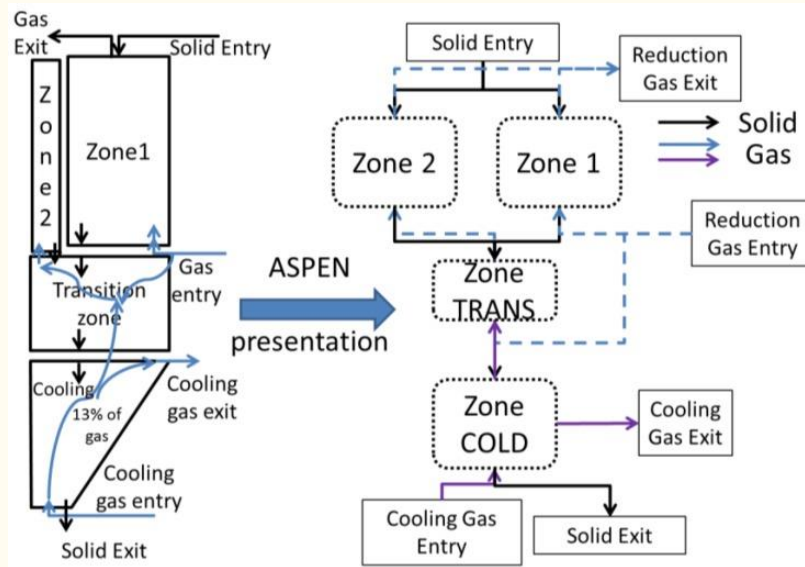 Gas
Exit
Solid Entry
Z
o
n
e
2
Zone1
Gas
entry
Transition
zone
Cooling
13% of
gas
Cooling
gas exit
Cooling
gas entry
Solid Exit
ASPEN
presentation
Solid Entry
Reduction
Gas Exit
Solid
Gas
Zone 2
Zone 1
Reduction
Gas Entry
Zone
TRANS
Zone
COLD
Cooling
Gas Exit
Cooling Gas
Entry
Solid Exit